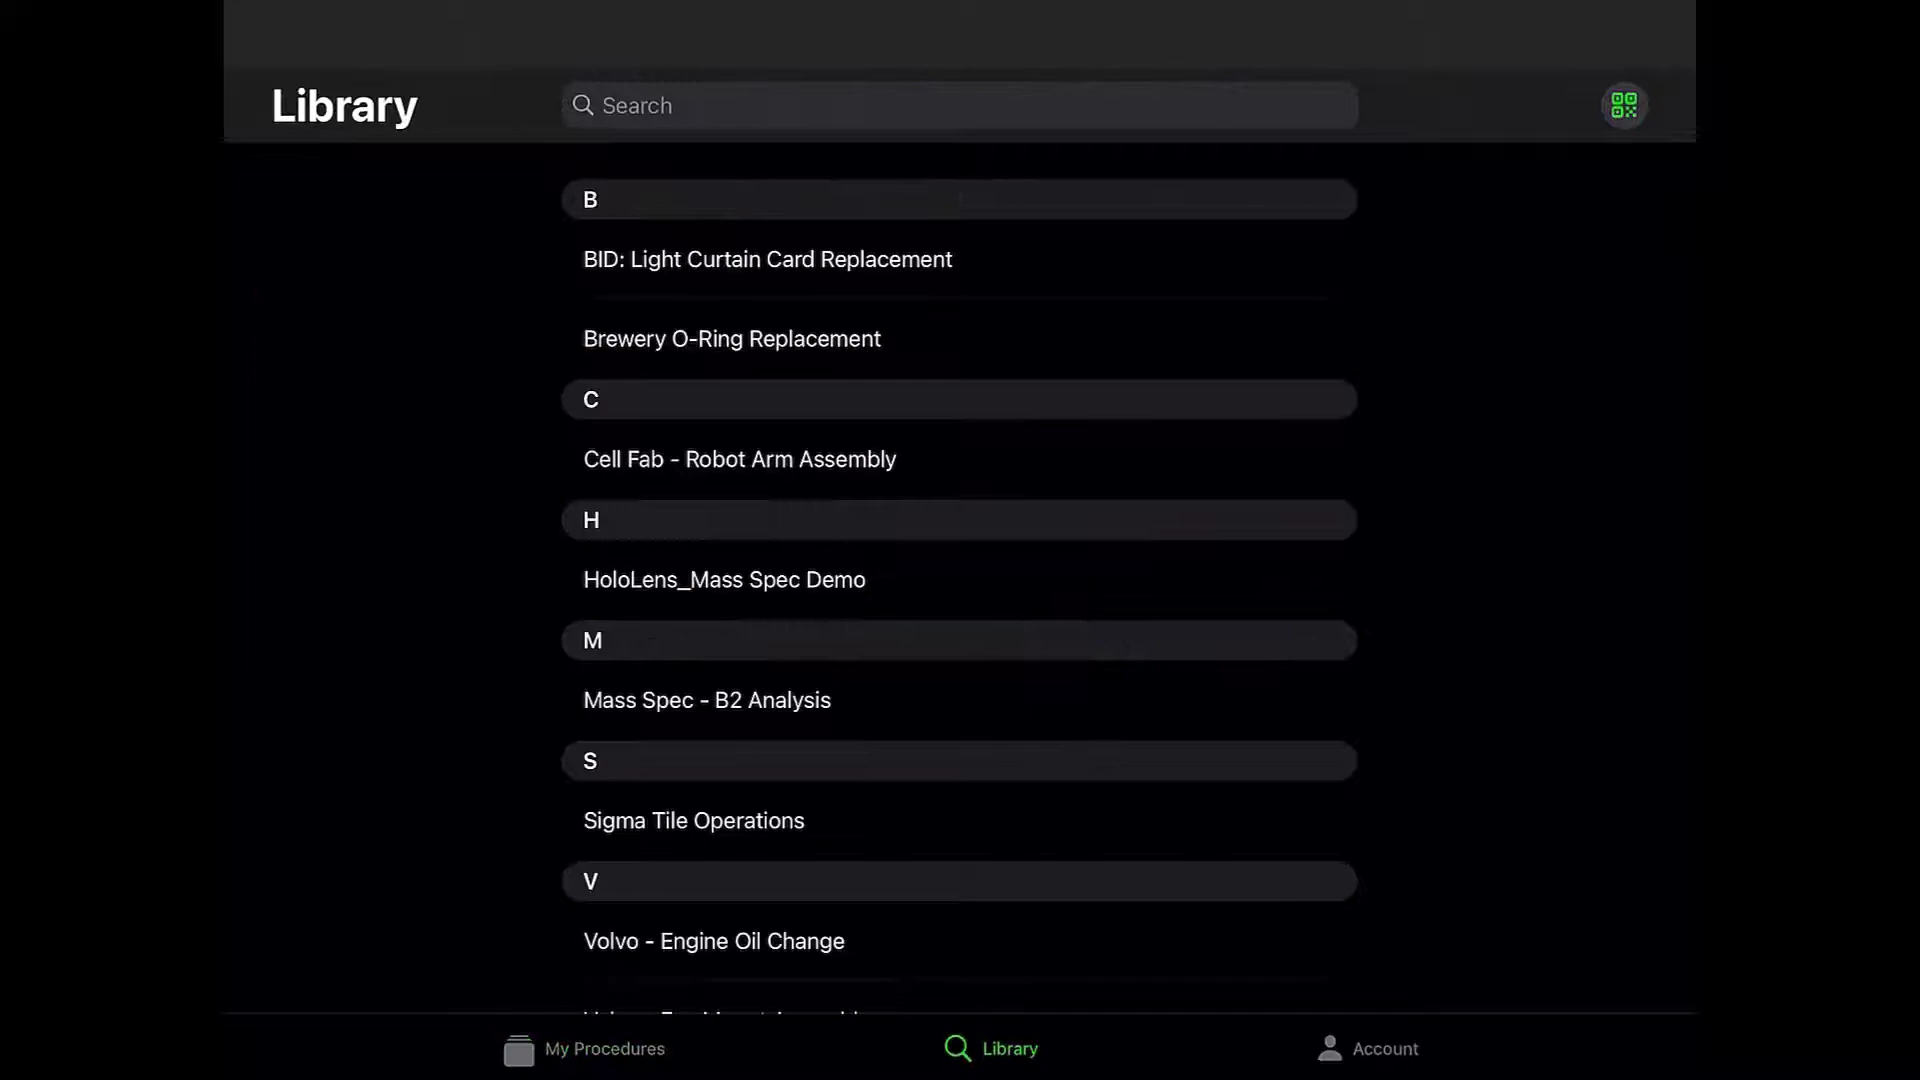 Library
Search
B
BID: Light Curtain Card Replacement
Brewery O-Ring Replacement
C
Cell Fab - Robot Arm Assembly
H
HoloLens_Mass Spec Demo
M
Mass Spec - B2 Analysis
S
Sigma Tile Operations
V
Volvo - Engine Oil Change
My Procedures
Library
Account